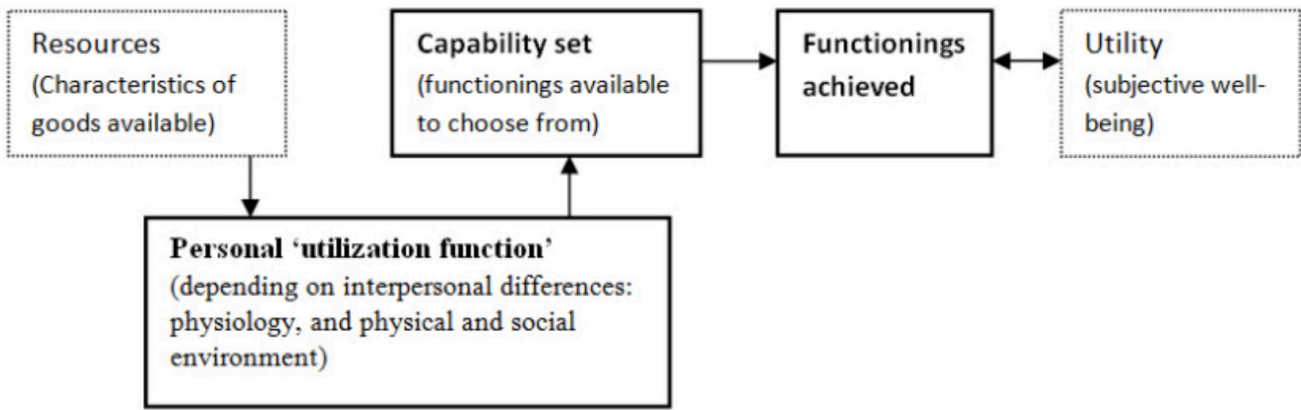 Resources
(Characteristics of
goods available)
Capability set
(functionings available
to choose from)
Functionings
achieved
Utility
(subjective well-
being)
Personal ‘utilization function’
(depending on interpersonal differences:
physiology, and physical and social
environment)